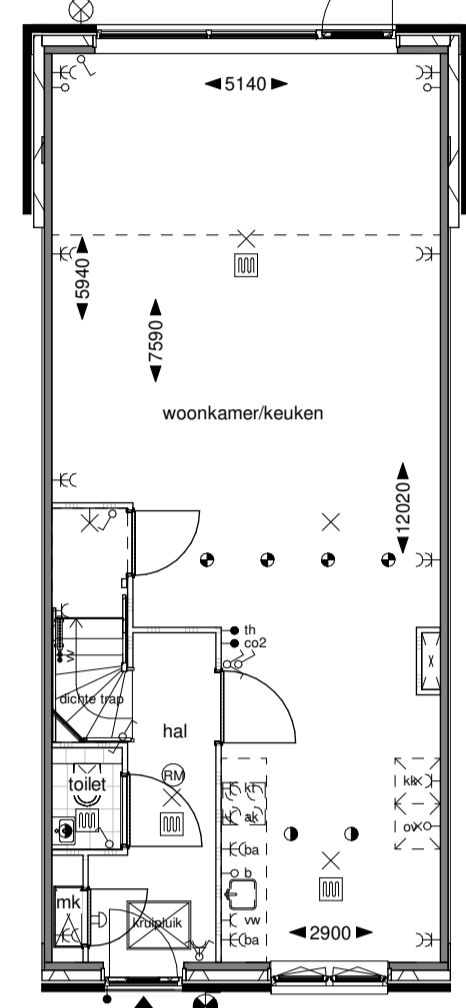 5140
5940
7590
woonkamer/keuken
12020
th
co2
w
dichte trap
hal
toilet
RM
kf
kk
ak
ov
ba
b
mk
kruipluik
vw
ba
2900